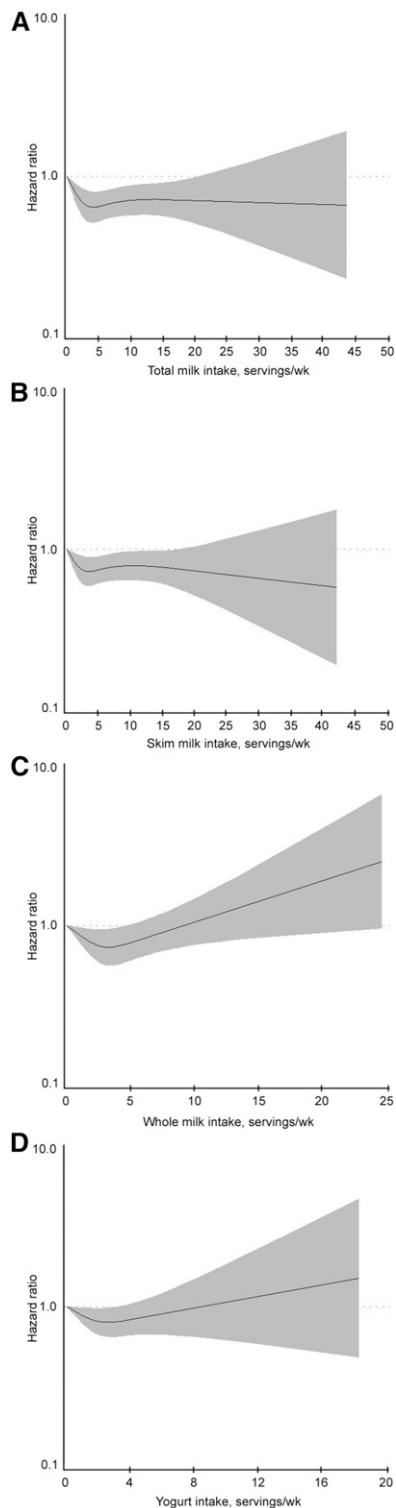 A
10.0
Hazard ratio
1.0
0.1
0 5 10 15 20 25 30 35 40 45 50
Total milk intake, servings/wk
B
10.0
Hazard ratio
1.0
0.1
0 5 10 15 20 25 30 35 40 45 50
Skim milk intake, servings/wk
C
10.0
Hazard ratio
1.0
0.1
0 5 10 15 20 25
Whole milk intake, servings/wk
D
10.0
Hazard ratio
1.0
0.1
0 4 8 12 16 20
Yogurt intake, servings/wk